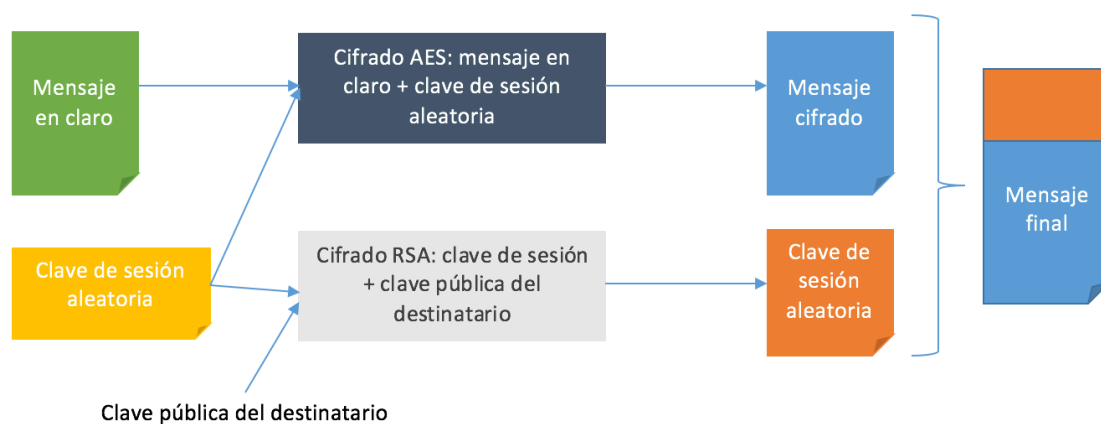 Mensaje
en claro
Cifrado AES: mensaje en
claro + clave de sesión
aleatoria
Mensaje
cifrado
Mensaje
final
Clave de sesión
aleatoria
Cifrado RSA: clave de sesión
+ clave pública del
destinatario
Clave de
sesión
aleatoria
Clave pública del destinatario